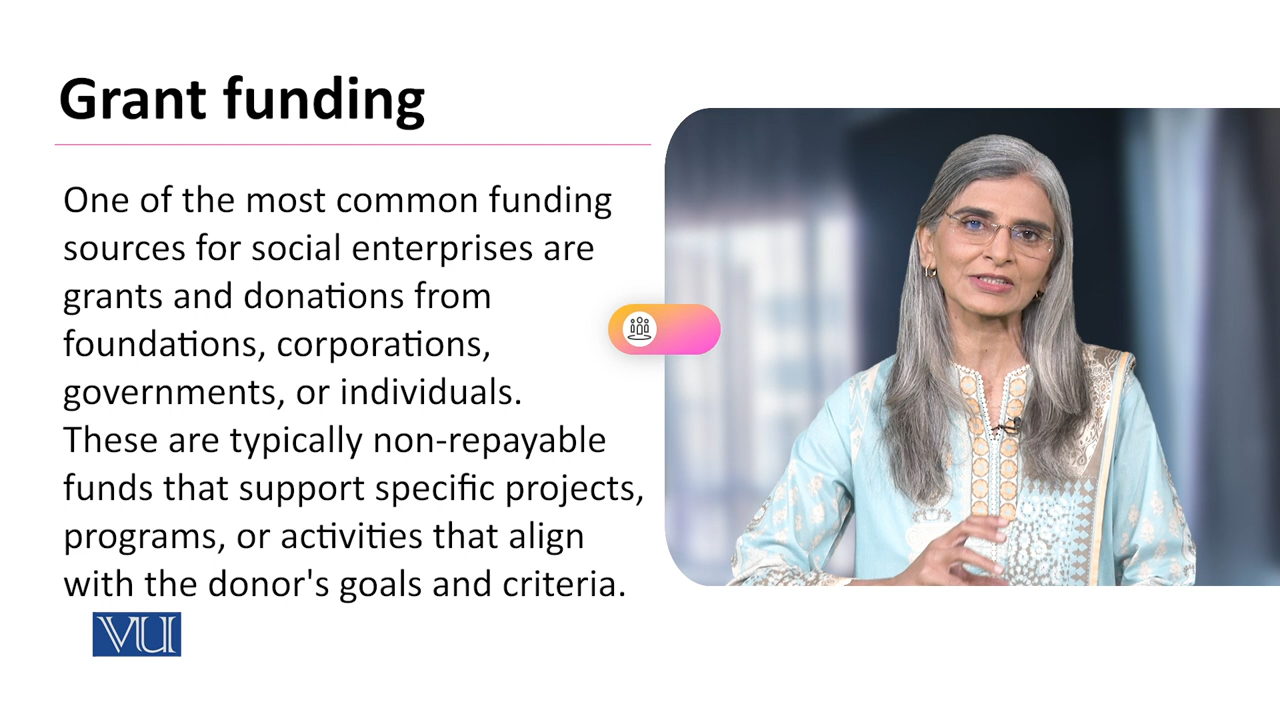 Grant funding
One of the most common funding
sources for social enterprises are
grants and donations from
foundations, corporations,
governments, or individuals.
These are typically non-repayable
funds that support specific projects,
programs, or activities that align
with the donor's goals and criteria.
VU